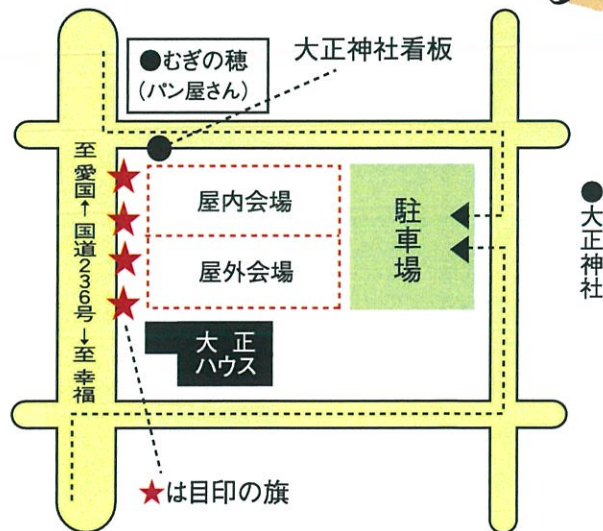 ●むぎの穂
(パン屋さん)
大正神社看板
至 愛国↑ 国道236号 ↓至 幸福
屋内会場
屋外会場
駐車場
●大正神社
大正
ハウス
★は目印の旗